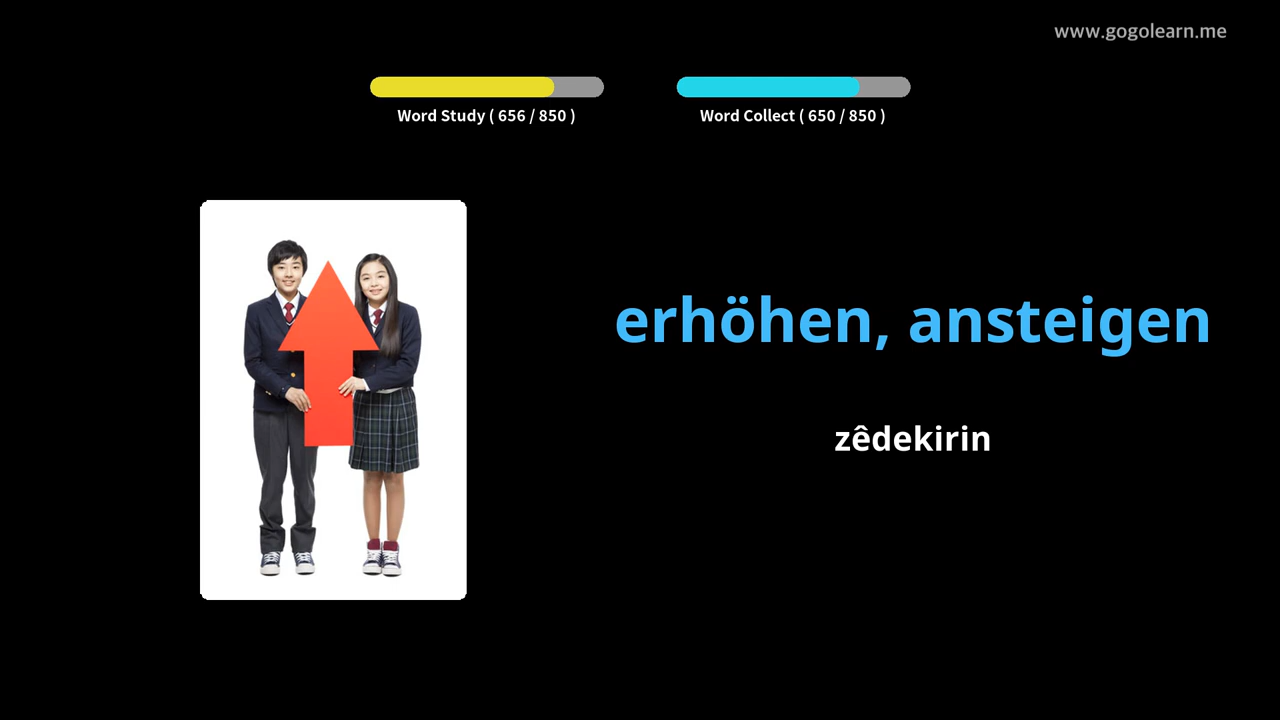 www.gogolearn.me
Word Study ( 656 / 850 )
Word Collect ( 650 / 850 )
erhöhen, ansteigen
zêdekirin